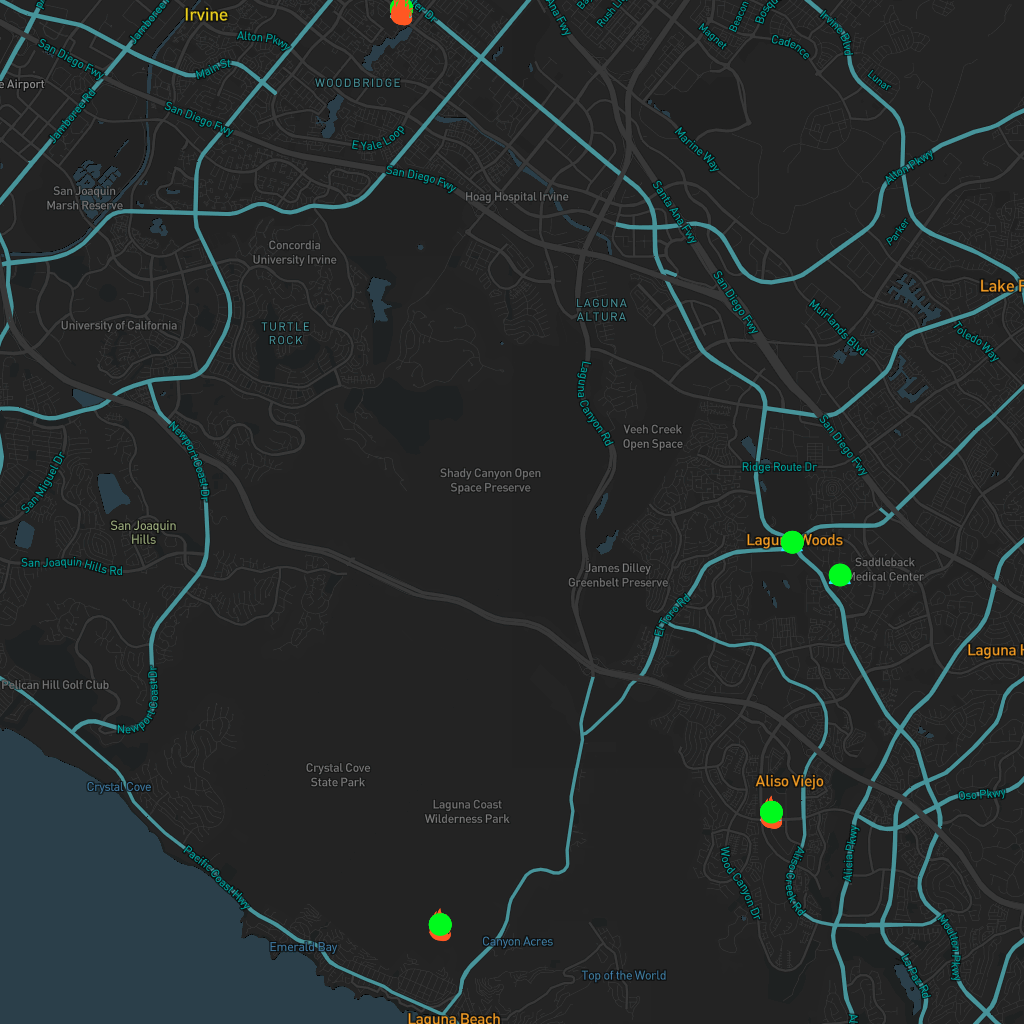 Irvine
Alton Pkwy
Jamboree
San Diego Fwy
Main St
WOODBRIDGE
Airport
Jamboree Rd
San Diego Fwy
E Yale Loop
San Diego Fwy
Ana Fwy
Rush
Magnet
Beacon
Bosq
Cadence
Irvine Blvd
Lunar
Marine Way
Alton Pkwy
San Joaquin
Marsh Reserve
Hoag Hospital Irvine
Santa Ana Fwy
Parker
Concordia
University Irvine
San Diego Fwy
Lake F
LAGUNA
ALTURA
University of California
TURTLE
ROCK
Muirlands Blvd
Toledo Way
Laguna Canyon Rd
Newport Coast Dr
Veeh Creek
Open Space
San Diego Fwy
San Miguel Dr
Shady Canyon Open
Space Preserve
Ridge Route Dr
San Joaquin
Hills
Laguna Woods
San Joaquin Hills Rd
James Dilley
Greenbelt Preserve
Saddleback
Medical Center
El Toro Rd
Laguna H
Pelican Hill Golf Club
Newport Coast Dr
Crystal Cove
Crystal Cove
State Park
Aliso Viejo
Oso Pkwy
Laguna Coast
Wilderness Park
Pacific Coast Hwy
Wood Canyon Dr
Aliso Creek Rd
Alicia Pkwy
Emerald Bay
Canyon Acres
Moulton Pkwy
Top of the World
La Paz Rd
Laguna Beach